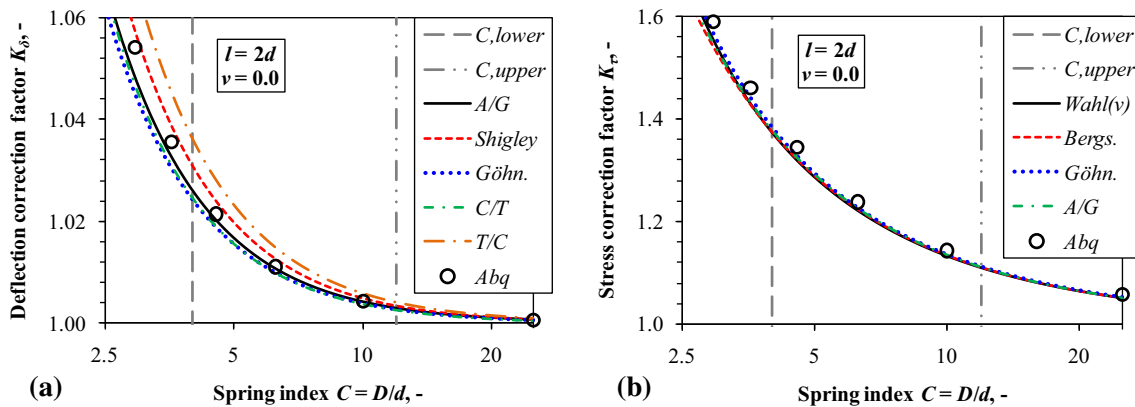 Deflection correction factor Kδ, -
1.06
1.04
1.02
1.00
2.5
5
10
20
l = 2d
ν = 0.0
C,lower
C,upper
A/G
Shigley
Göhn.
C/T
T/C
Abq
(a)
Spring index C = D/d, -
Stress correction factor Kτ, -
1.6
1.4
1.2
1.0
2.5
5
10
20
l = 2d
ν = 0.0
C,lower
C,upper
Wahl(ν)
Bergs.
Göhn.
A/G
Abq
(b)
Spring index C = D/d, -